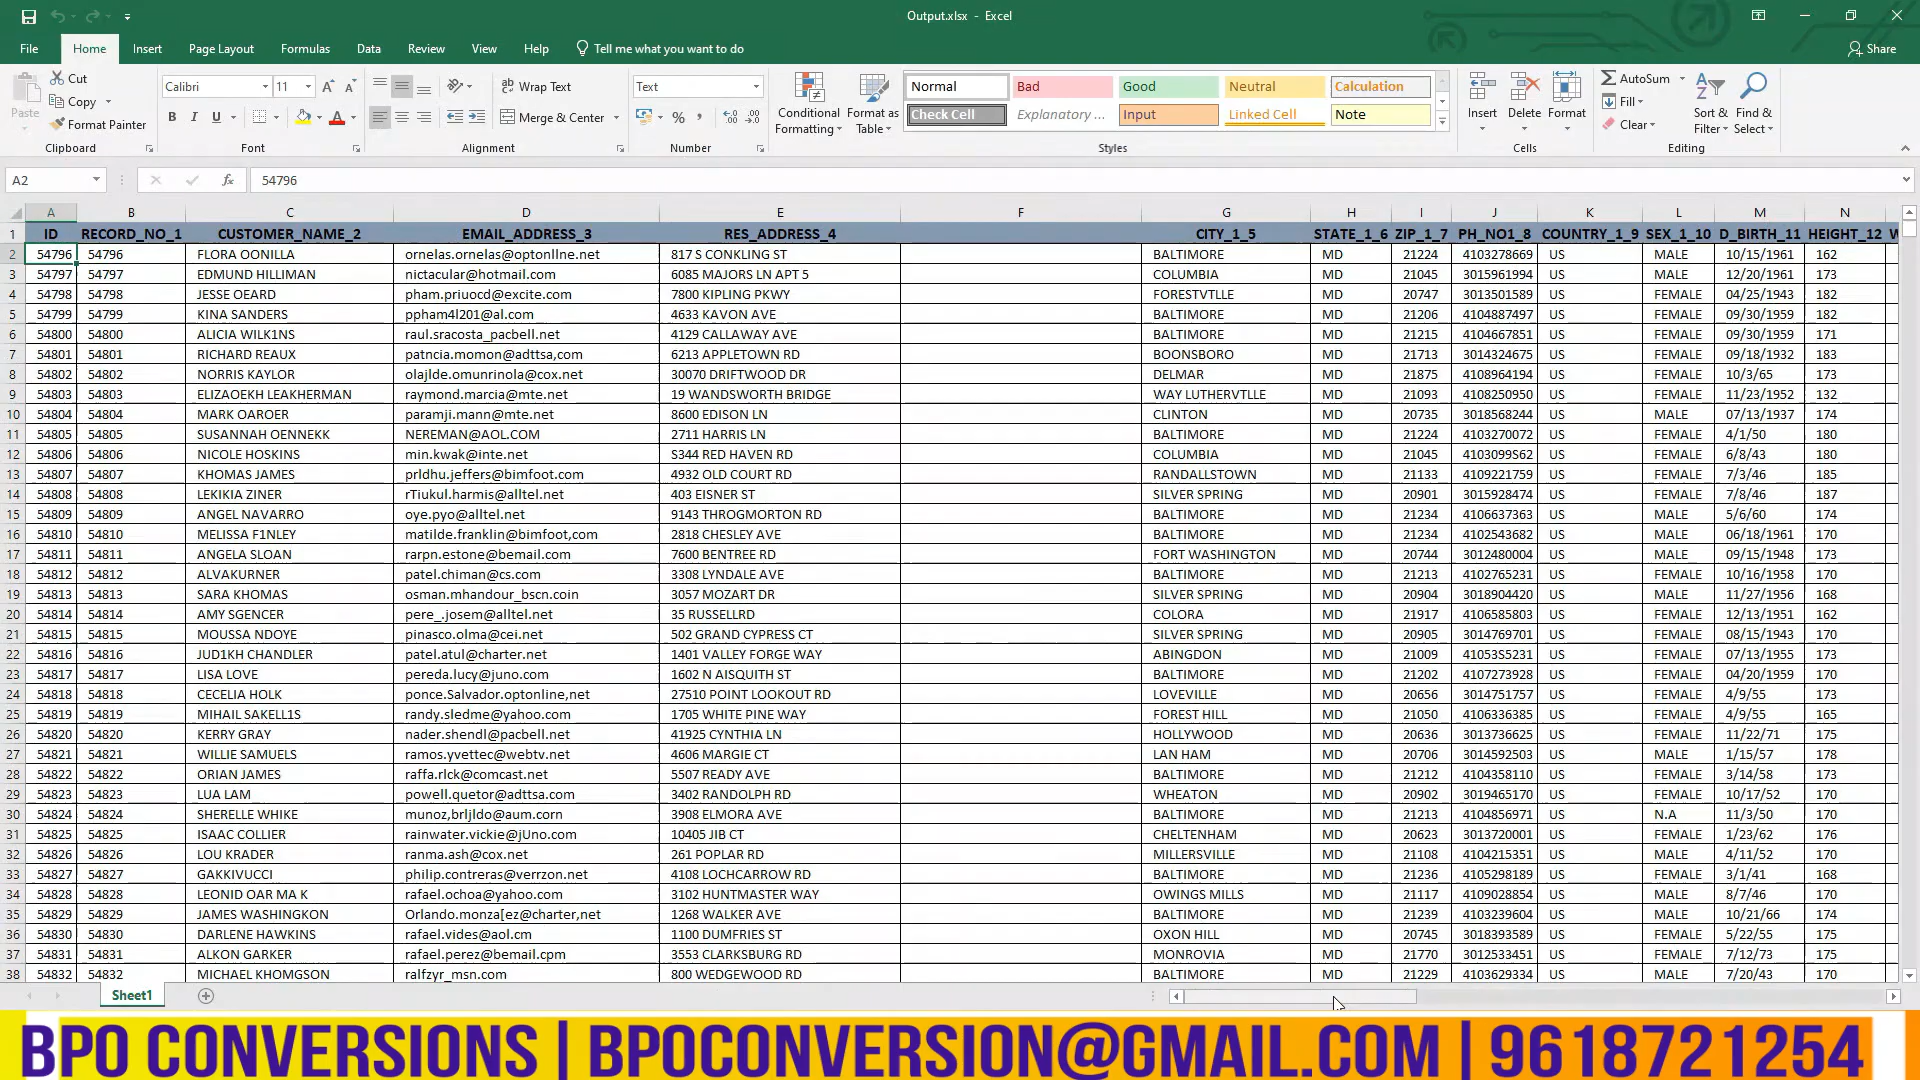 Output.xlsx - Excel
File Home Insert Page Layout Formulas Data Review View Help Tell me what you want to do Share
Paste Cut Copy Format Painter Clipboard
Calibri 11 B I U Font
Wrap Text Merge & Center Alignment
Text % , Number
Conditional Formatting Format as Table
Normal Bad Good Neutral Calculation
Check Cell Explanatory ... Input Linked Cell Note
Styles
Insert Delete Format Cells
AutoSum Fill Clear Sort & Filter Find & Select Editing
A2 fx 54796
A B C D E F G H I J K L M N
1 ID RECORD_NO_1 CUSTOMER_NAME_2 EMAIL_ADDRESS_3 RES_ADDRESS_4 CITY_1_5 STATE_1_6 ZIP_1_7 PH_NO1_8 COUNTRY_1_9 SEX_1_10 D_BIRTH_11 HEIGHT_12
2 54796 54796 FLORA OONILLA ornelas.ornelas@optonllne.net 817 S CONKLING ST BALTIMORE MD 21224 4103278669 US MALE 10/15/1961 162
3 54797 54797 EDMUND HILLIMAN nictacular@hotmail.com 6085 MAJORS LN APT 5 COLUMBIA MD 21045 3015961994 US MALE 12/20/1961 173
4 54798 54798 JESSE OEARD pham.priuocd@excite.com 7800 KIPLING PKWY FORESTVTLLE MD 20747 3013501589 US FEMALE 04/25/1943 182
5 54799 54799 KINA SANDERS ppham4l201@al.com 4633 KAVON AVE BALTIMORE MD 21206 4104887497 US FEMALE 09/30/1959 182
6 54800 54800 ALICIA WILK1NS raul.sracosta_pacbell.net 4129 CALLAWAY AVE BALTIMORE MD 21215 4104667851 US FEMALE 09/30/1959 171
7 54801 54801 RICHARD REAUX patncia.momon@adttsa,com 6213 APPLETOWN RD BOONSBORO MD 21713 3014324675 US FEMALE 09/18/1932 183
8 54802 54802 NORRIS KAYLOR olajlde.omunrinola@cox.net 30070 DRIFTWOOD DR DELMAR MD 21875 4108964194 US FEMALE 10/3/65 173
9 54803 54803 ELIZAOEKH LEAKHERMAN raymond.marcia@mte.net 19 WANDSWORTH BRIDGE WAY LUTHERVTLLE MD 21093 4108250950 US FEMALE 11/23/1952 132
10 54804 54804 MARK OAROER paramji.mann@mte.net 8600 EDISON LN CLINTON MD 20735 3018568244 US MALE 07/13/1937 174
11 54805 54805 SUSANNAH OENNEKK NEREMAN@AOL.COM 2711 HARRIS LN BALTIMORE MD 21224 4103270072 US FEMALE 4/1/50 180
12 54806 54806 NICOLE HOSKINS min.kwak@inte.net S344 RED HAVEN RD COLUMBIA MD 21045 4103099S62 US FEMALE 6/8/43 180
13 54807 54807 KHOMAS JAMES prldhu.jeffers@bimfoot.com 4932 OLD COURT RD RANDALLSTOWN MD 21133 4109221759 US FEMALE 7/3/46 185
14 54808 54808 LEKIKIA ZINER rTiukul.harmis@alltel.net 403 EISNER ST SILVER SPRING MD 20901 3015928474 US FEMALE 7/8/46 187
15 54809 54809 ANGEL NAVARRO oye.pyo@alltel.net 9143 THROGMORTON RD BALTIMORE MD 21234 4106637363 US MALE 5/6/60 174
16 54810 54810 MELISSA F1NLEY matilde.franklin@bimfoot,com 2818 CHESLEY AVE BALTIMORE MD 21234 4102543682 US MALE 06/18/1961 170
17 54811 54811 ANGELA SLOAN rarpn.estone@bemail.com 7600 BENTREE RD FORT WASHINGTON MD 20744 3012480004 US MALE 09/15/1948 173
18 54812 54812 ALVAKURNER patel.chiman@cs.com 3308 LYNDALE AVE BALTIMORE MD 21213 4102765231 US FEMALE 10/16/1958 170
19 54813 54813 SARA KHOMAS osman.mhandour_bscn.coin 3057 MOZART DR SILVER SPRING MD 20904 3018904420 US MALE 11/27/1956 168
20 54814 54814 AMY SGENCER pere_.josem@alltel.net 35 RUSSELLRD COLORA MD 21917 4106585803 US FEMALE 12/13/1951 162
21 54815 54815 MOUSSA NDOYE pinasco.olma@cei.net 502 GRAND CYPRESS CT SILVER SPRING MD 20905 3014769701 US FEMALE 08/15/1943 170
22 54816 54816 JUD1KH CHANDLER patel.atul@charter.net 1401 VALLEY FORGE WAY ABINGDON MD 21009 41053S5231 US FEMALE 07/13/1955 172
23 54817 54817 LISA LOVE pereda.lucy@juno.com 1602 N AISQUITH ST BALTIMORE MD 21202 4107273928 US FEMALE 04/20/1959 170
24 54818 54818 CECELIA HOLK ponce.Salvador.optonline,net 27510 POINT LOOKOUT RD LOVEVILLE MD 20656 3014751757 US FEMALE 4/9/55 173
25 54819 54819 MIHAIL SAKELL1S randy.sledme@yahoo.com 1705 WHITE PINE WAY FOREST HILL MD 21050 4106336385 US FEMALE 4/9/55 165
26 54820 54820 KERRY GRAY nader.shendl@pacbell.net 41925 CYNTHIA LN HOLLYWOOD MD 20636 3013736625 US FEMALE 11/22/71 175
27 54821 54821 WILLIE SAMUELS ramos.yvettec@webtv.net 4606 MARGIE CT LAN HAM MD 20706 3014592503 US MALE 1/15/57 178
28 54822 54822 ORIAN JAMES raffa.rlck@comcast.net 5507 READY AVE BALTIMORE MD 21212 4104358110 US FEMALE 3/14/58 173
29 54823 54823 LUA LAM powell.quetor@adttsa.com 3402 RANDOLPH RD WHEATON MD 20902 3019465170 US FEMALE 10/17/52 170
30 54824 54824 SHERELLE WHIKE munoz,brljldo@aum.corn 3908 ELMORA AVE BALTIMORE MD 21213 4104856971 US N.A 11/3/50 170
31 54825 54825 ISAAC COLLIER rainwater.vickie@jUno.com 10405 JIB CT CHELTENHAM MD 20623 3013720001 US FEMALE 1/23/62 176
32 54826 54826 LOU KRADER ranma.ash@cox.net 261 POPLAR RD MILLERSVILLE MD 21108 4104215351 US MALE 4/11/52 170
33 54827 54827 GAKKIVUCCI philip.contreras@verrzon.net 4108 LOCHCARROW RD BALTIMORE MD 21236 4105298189 US FEMALE 3/1/41 168
34 54828 54828 LEONID OAR MA K rafael.ochoa@yahoo.com 3102 HUNTMASTER WAY OWINGS MILLS MD 21117 4109028854 US MALE 8/7/46 170
35 54829 54829 JAMES WASHINGKON Orlando.monza[ez@charter,net 1268 WALKER AVE BALTIMORE MD 21239 4103239604 US MALE 10/21/66 174
36 54830 54830 DARLENE HAWKINS rafael.vides@aol.cm 1100 DUMFRIES ST OXON HILL MD 20745 3018393589 US FEMALE 5/22/55 175
37 54831 54831 ALKON GARKER rafael.perez@bemail.cpm 3553 CLARKSBURG RD MONROVIA MD 21770 3012533451 US FEMALE 7/12/73 175
38 54832 54832 MICHAEL KHOMGSON ralfzyr_msn.com 800 WEDGEWOOD RD BALTIMORE MD 21229 4103629334 US MALE 7/20/43 170
Sheet1
BPO CONVERSIONS | BPOCONVERSION@GMAIL.COM | 9618721254